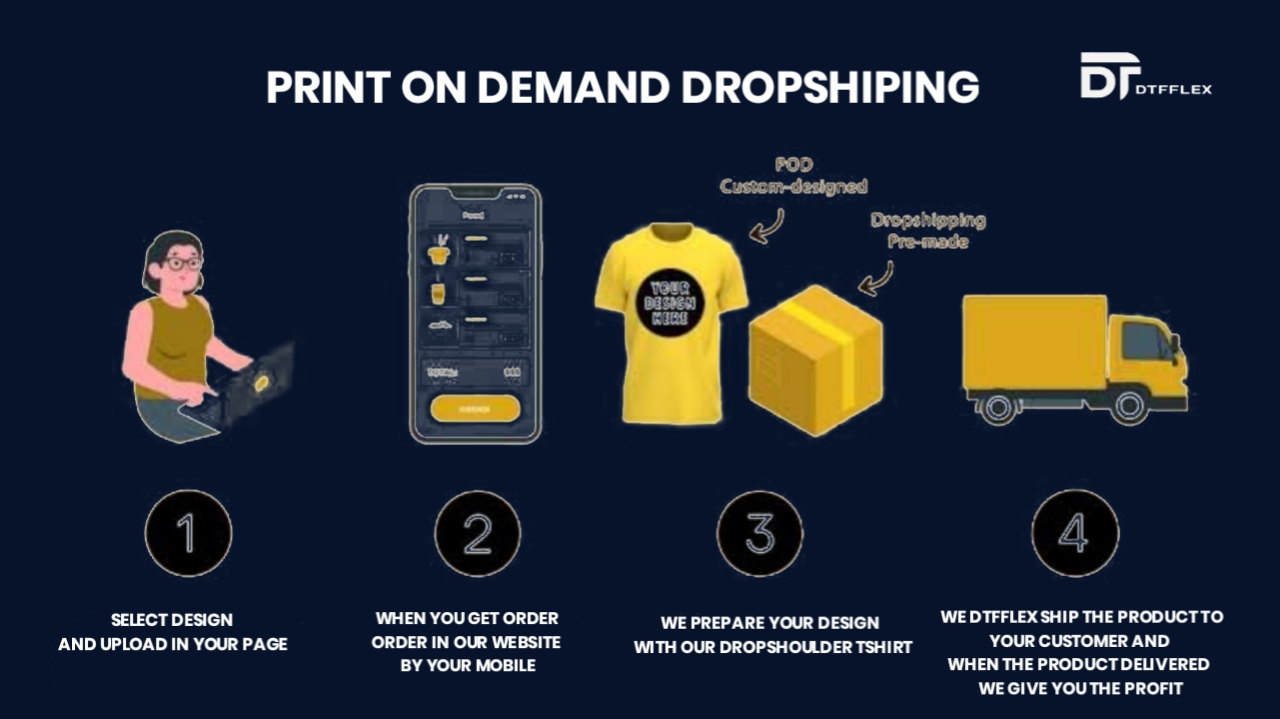 PRINT ON DEMAND DROPSHIPING
DT DTFFLEX
POD
Custom-designed
Dropshipping
Pre-made
YOUR
DESIGN
HERE
TOTAL:
1
2
3
4
SELECT DESIGN
AND UPLOAD IN YOUR PAGE
WHEN YOU GET ORDER
ORDER IN OUR WEBSITE
BY YOUR MOBILE
WE PREPARE YOUR DESIGN
WITH OUR DROPSHOULDER TSHIRT
WE DTFFLEX SHIP THE PRODUCT TO
YOUR CUSTOMER AND
WHEN THE PRODUCT DELIVERED
WE GIVE YOU THE PROFIT